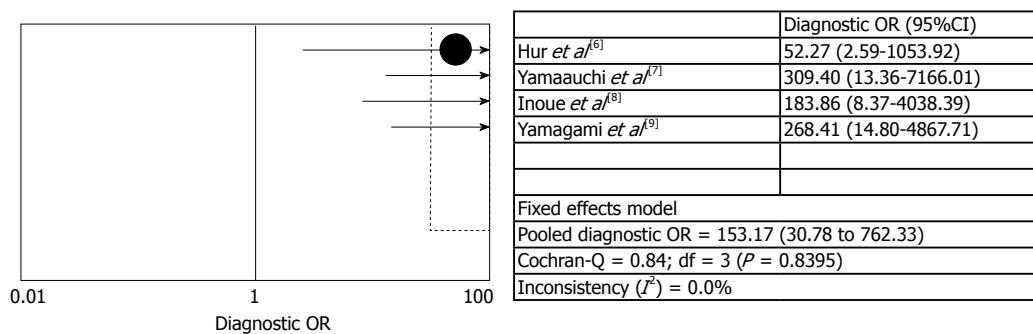 Diagnostic OR (95%CI)
Hur et al[6] 52.27 (2.59-1053.92)
Yamaauchi et al[7] 309.40 (13.36-7166.01)
Inoue et al[8] 183.86 (8.37-4038.39)
Yamagami et al[9] 268.41 (14.80-4867.71)
Fixed effects model
Pooled diagnostic OR = 153.17 (30.78 to 762.33)
Cochran-Q = 0.84; df = 3 (P = 0.8395)
Inconsistency (I²) = 0.0%
0.01 1 100
Diagnostic OR